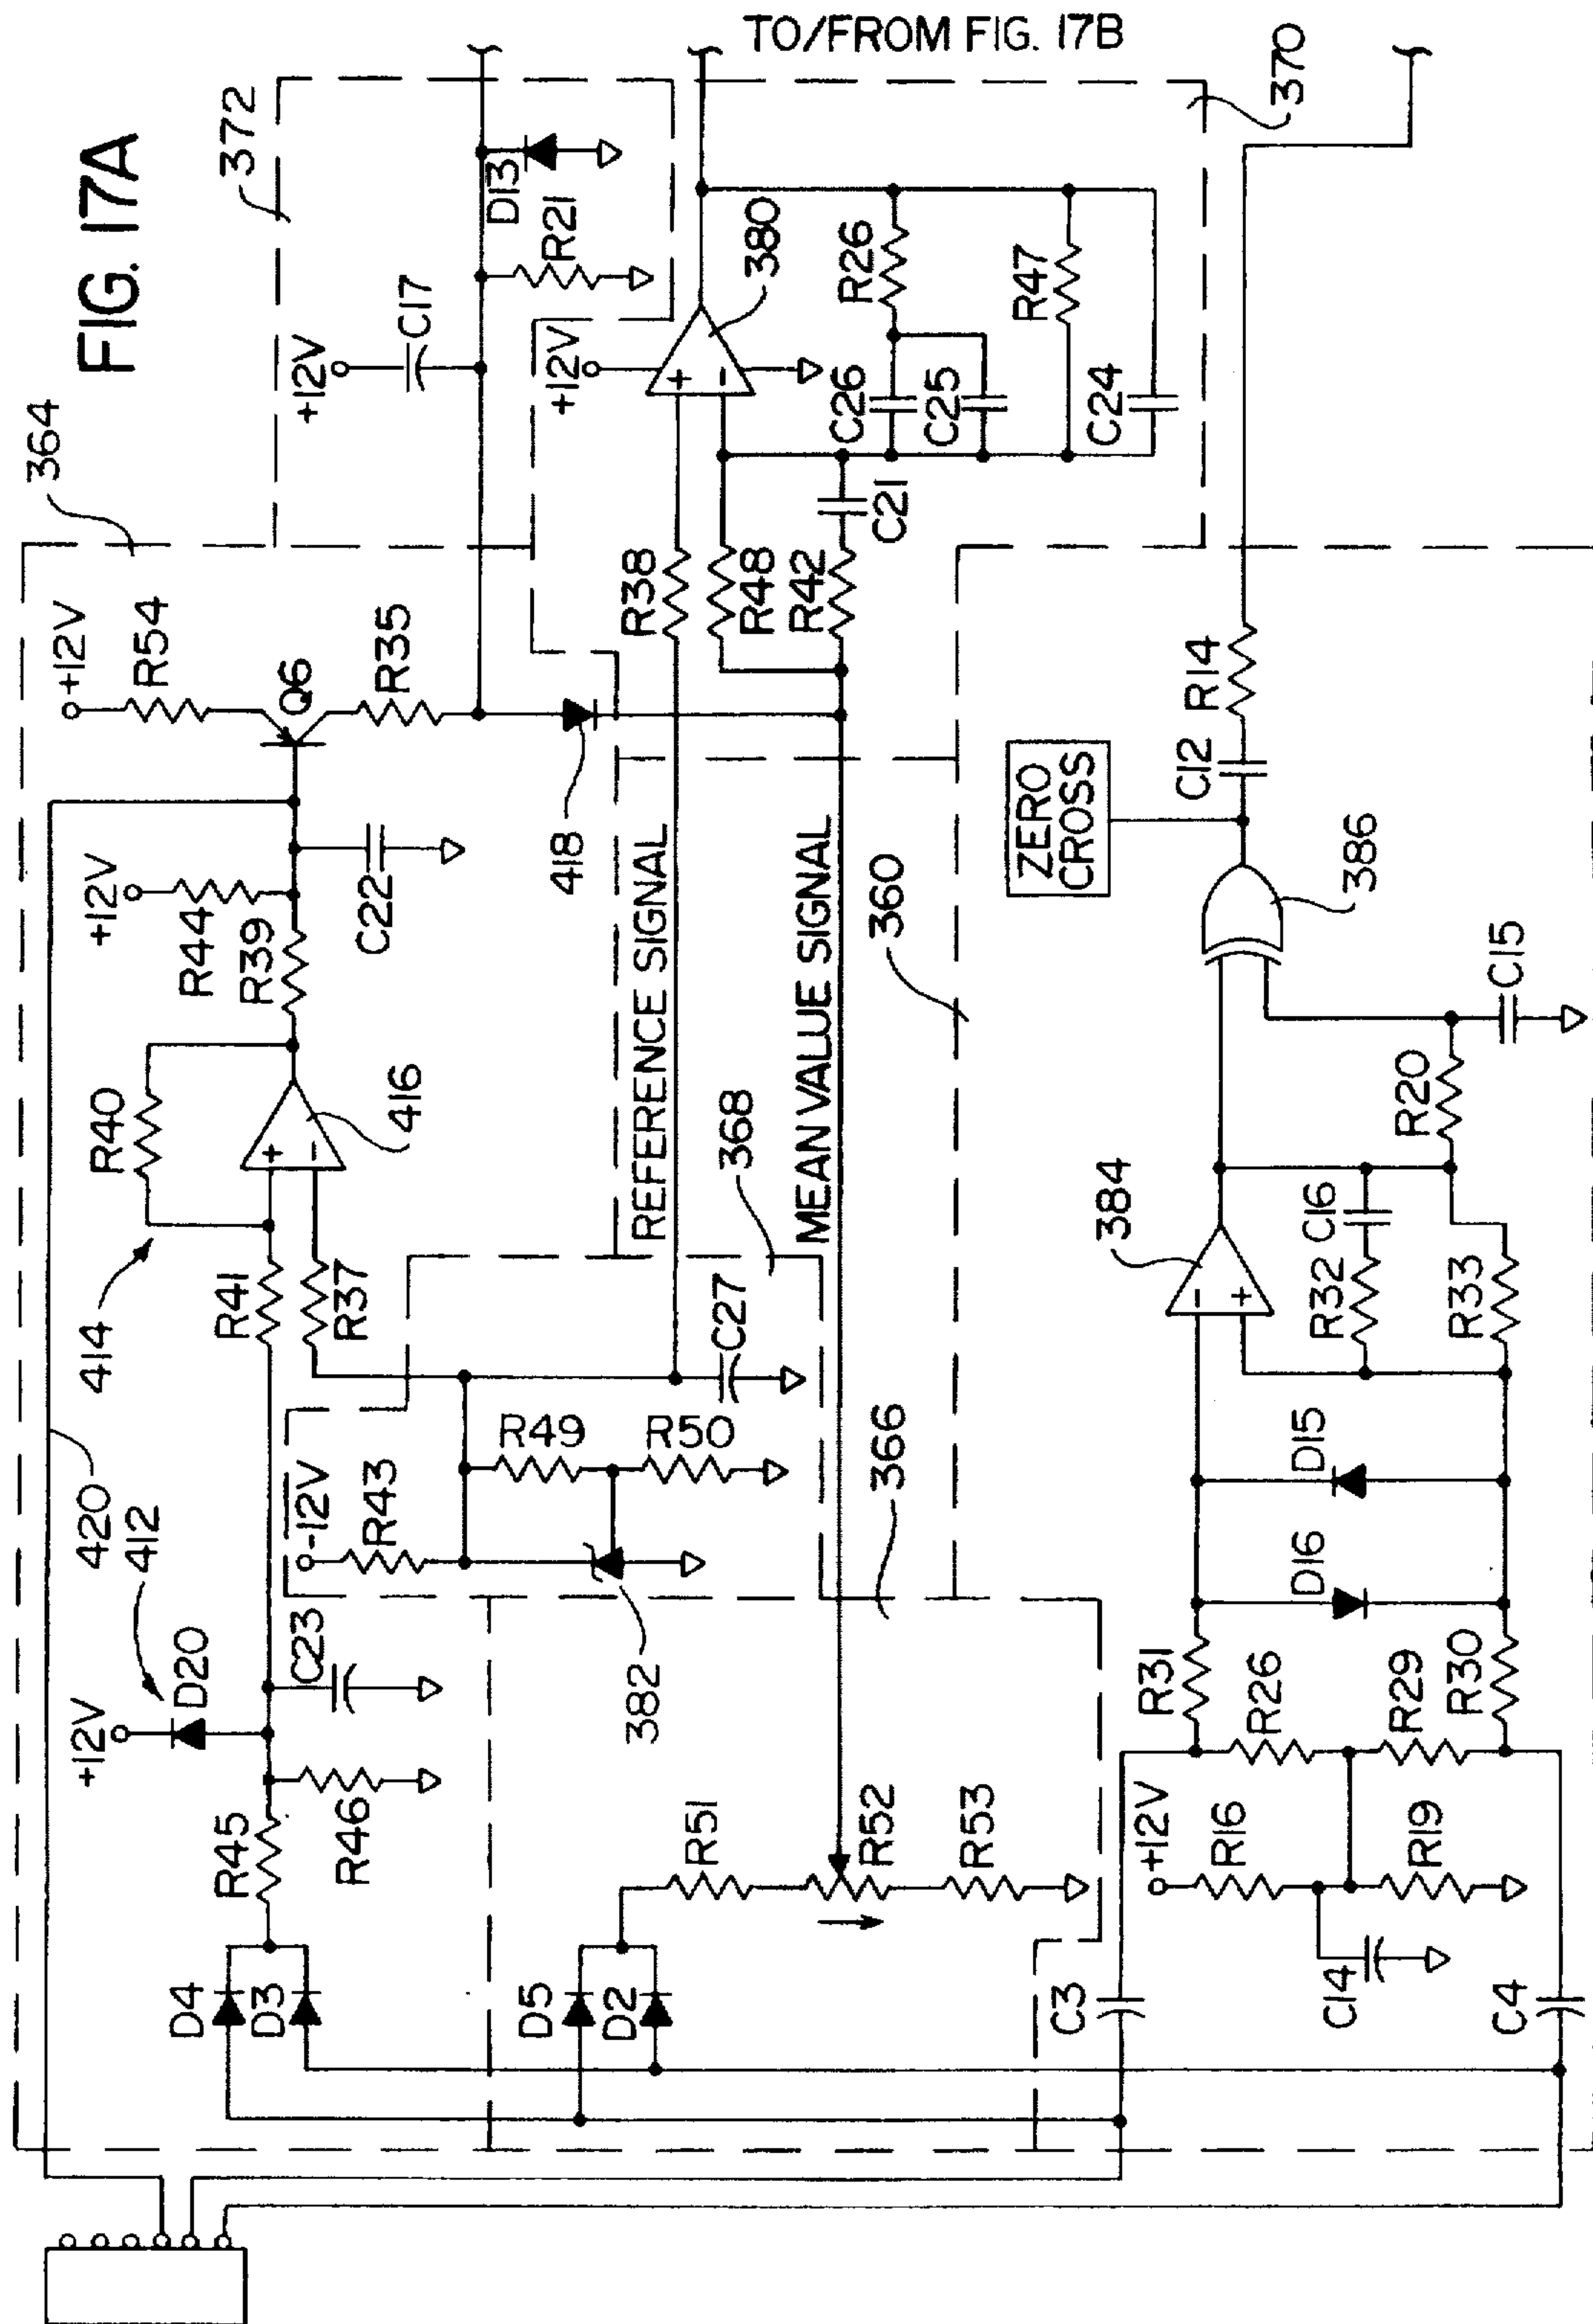 FIG. 17A
TO/FROM FIG. 17B
364
372
+12V
R54
Q6
R35
+12V
C17
D13
R21
420
412
414
R40
+12V
R44
R39
C22
416
R41
R37
+12V
D20
C23
R45
R46
D4
D3
418
REFERENCE SIGNAL
R38
R48
R42
C21
+12V
+
−
380
C26
C25
R26
R47
C24
370
+
−
-12V
R43
R49
R50
C27
368
382
366
MEAN VALUE SIGNAL
360
D5
D2
R51
R52
R53
ZERO
CROSS
C12
R14
386
C15
R20
384
−
+
C16
R32
R33
D15
D16
R31
R26
R29
R30
+12V
R16
R19
C14
C3
C4